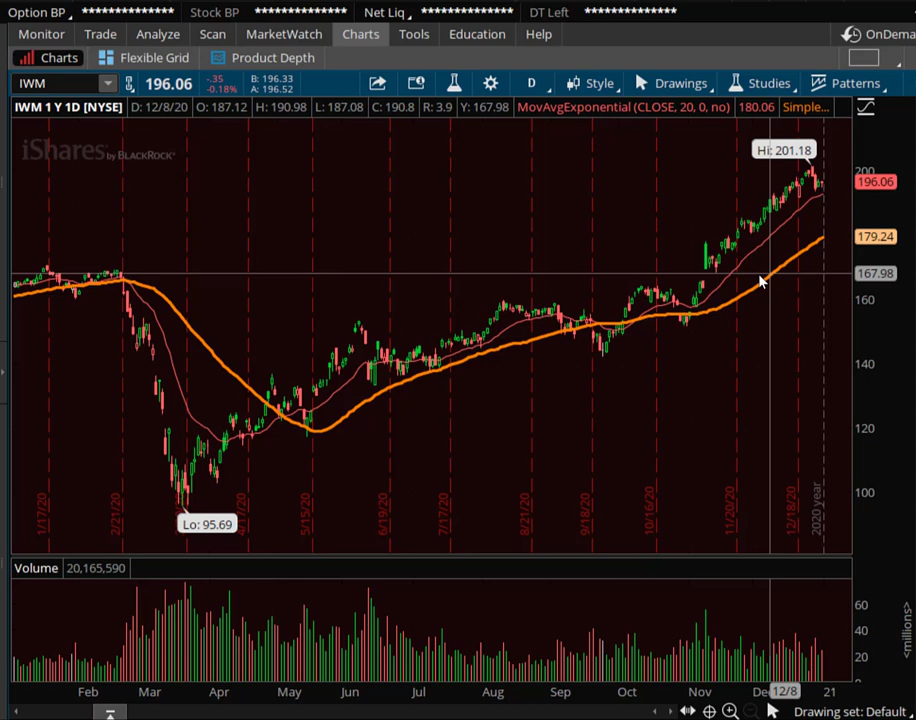 Option BP ************ Stock BP ************ Net Liq ************ DT Left ************
Monitor Trade Analyze Scan MarketWatch Charts Tools Education Help OnDema
Charts Flexible Grid Product Depth
IWM 196.06 -.35 -0.18% B: 196.33 A: 196.52 D Style Drawings Studies Patterns
IWM 1 Y 1D [NYSE] D: 12/8/20 O: 187.12 H: 190.98 L: 187.08 C: 190.8 R: 3.9 Y: 167.98 MovAvgExponential (CLOSE, 20, 0, no) 180.06 Simple...
iShares by BLACKROCK®
Hi: 201.18
200
196.06
179.24
167.98
160
140
120
100
Lo: 95.69
1/17/20 2/21/20 4/17/20 5/15/20 6/19/20 7/17/20 8/21/20 9/18/20 10/16/20 11/20/20 12/18/20 2020 year
Volume 20,165,590
60
40
20
0
<millions>
Feb Mar Apr May Jun Jul Aug Sep Oct Nov De 12/8 21
Drawing set: Default